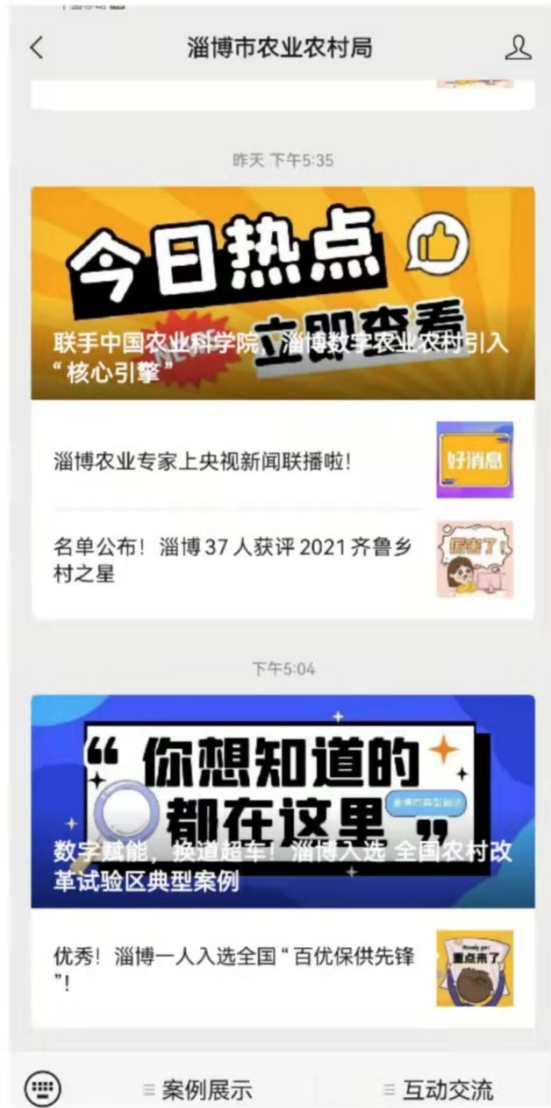 淄博市农业农村局
昨天 下午5:35
今日热点
立即查看
NEW
联手中国农业科学院，淄博数字农业农村引入
“核心引擎”
淄博农业专家上央视新闻联播啦！
好消息
名单公布！淄博37人获评2021齐鲁乡
村之星
厉害了！
下午5:04
“你想知道的
都在这里”
数字赋能，换道超车！淄博入选 全国农村改
革试验区典型案例
优秀！淄博一人入选全国“百优保供先锋
”！
重点来了
案例展示
互动交流